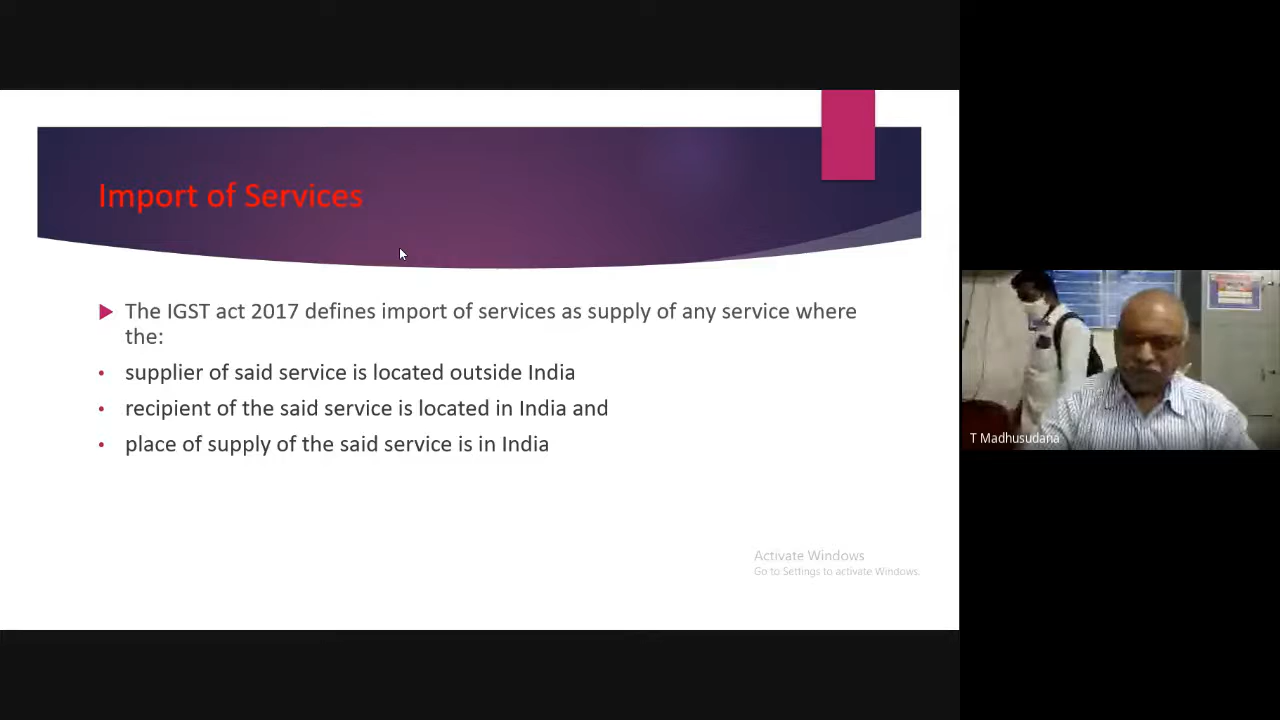 Import of Services
The IGST act 2017 defines import of services as supply of any service where
the:
supplier of said service is located outside India
recipient of the said service is located in India and
place of supply of the said service is in India
Activate Windows
Go to Settings to activate Windows.
T Madhusudana